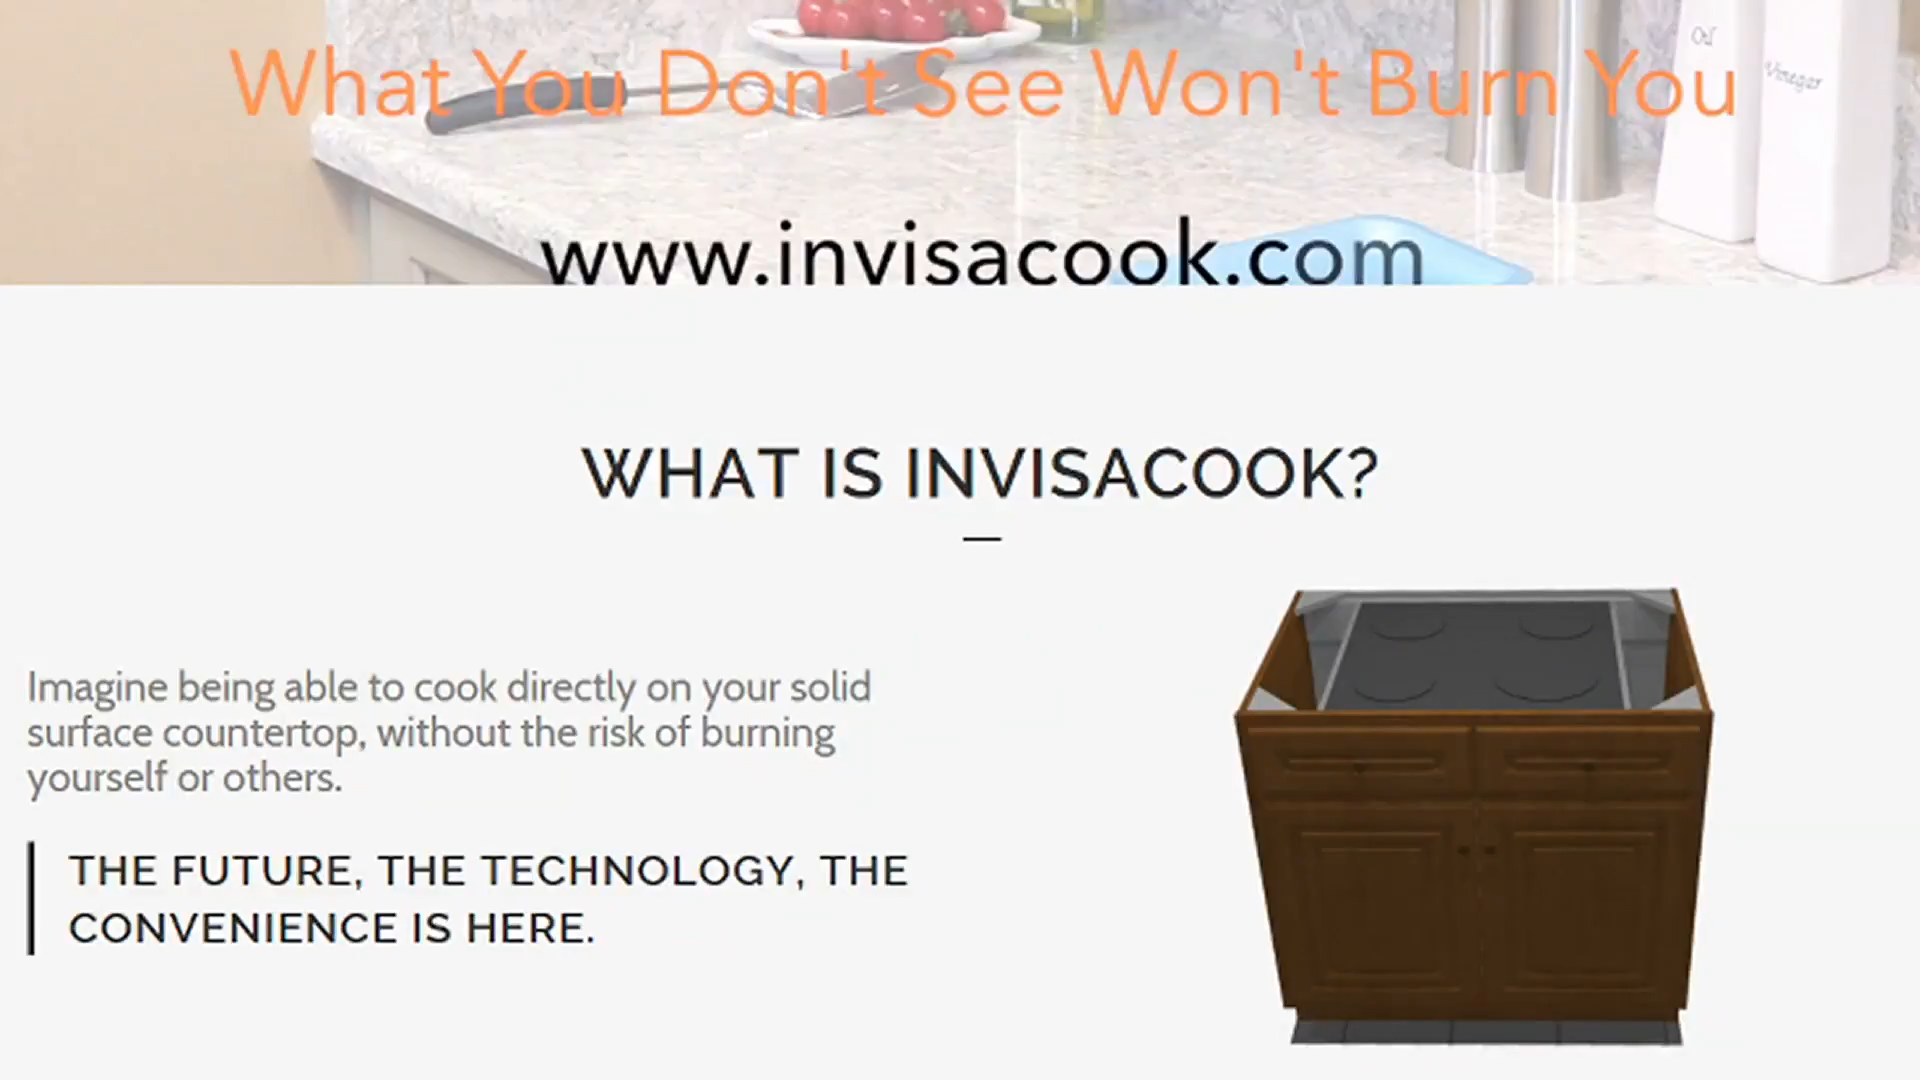 What You Don't See Won't Burn You
Oil
Vinegar
www.invisacook.com
WHAT IS INVISACOOK?
Imagine being able to cook directly on your solid
surface countertop, without the risk of burning
yourself or others.
THE FUTURE, THE TECHNOLOGY, THE
CONVENIENCE IS HERE.